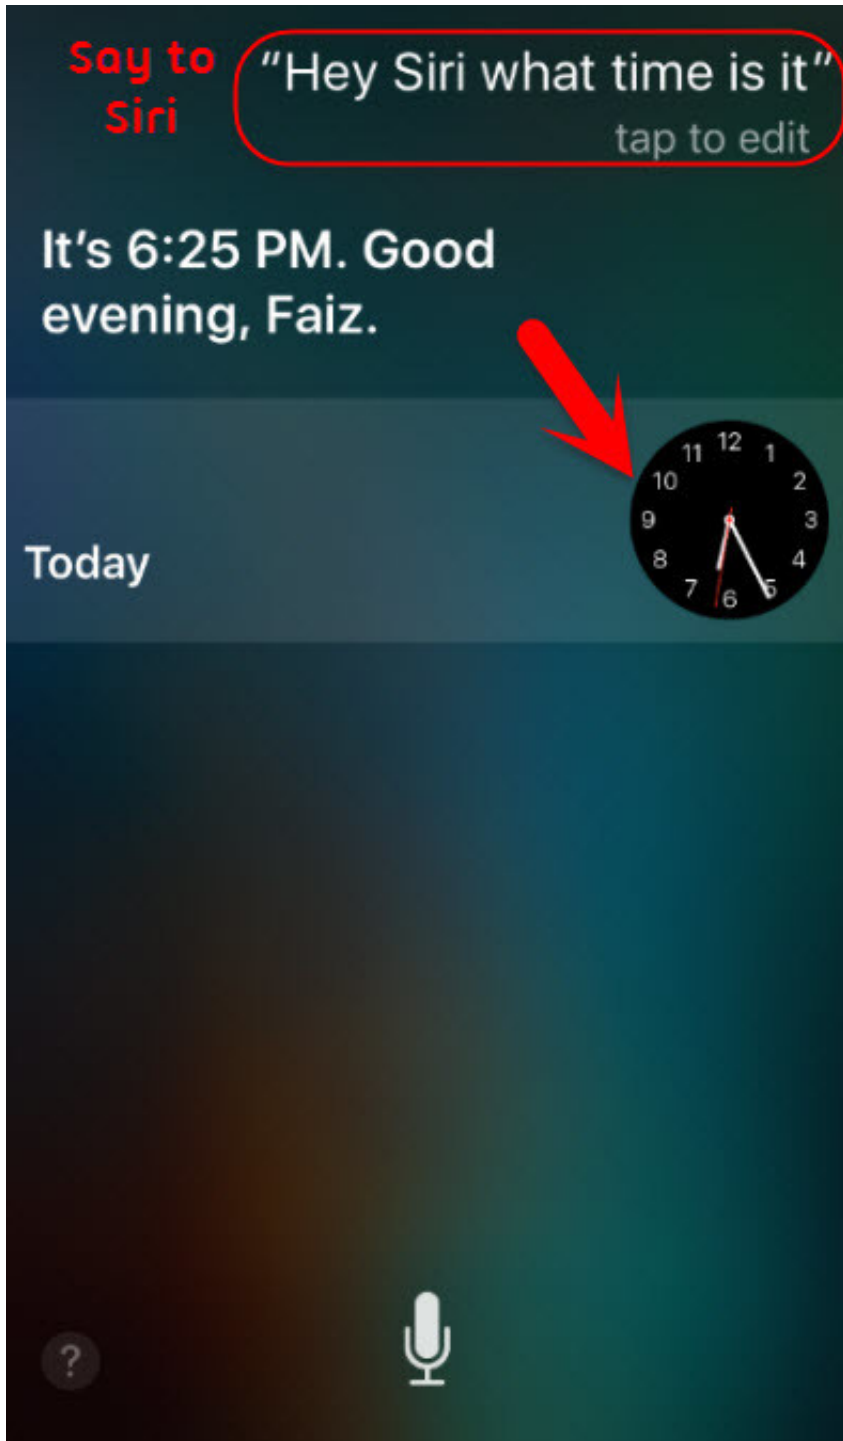 Say to
Siri
"Hey Siri what time is it"
tap to edit
It's 6:25 PM. Good
evening, Faiz.
Today
12
11
1
10
2
9
3
8
4
7
5
6
?